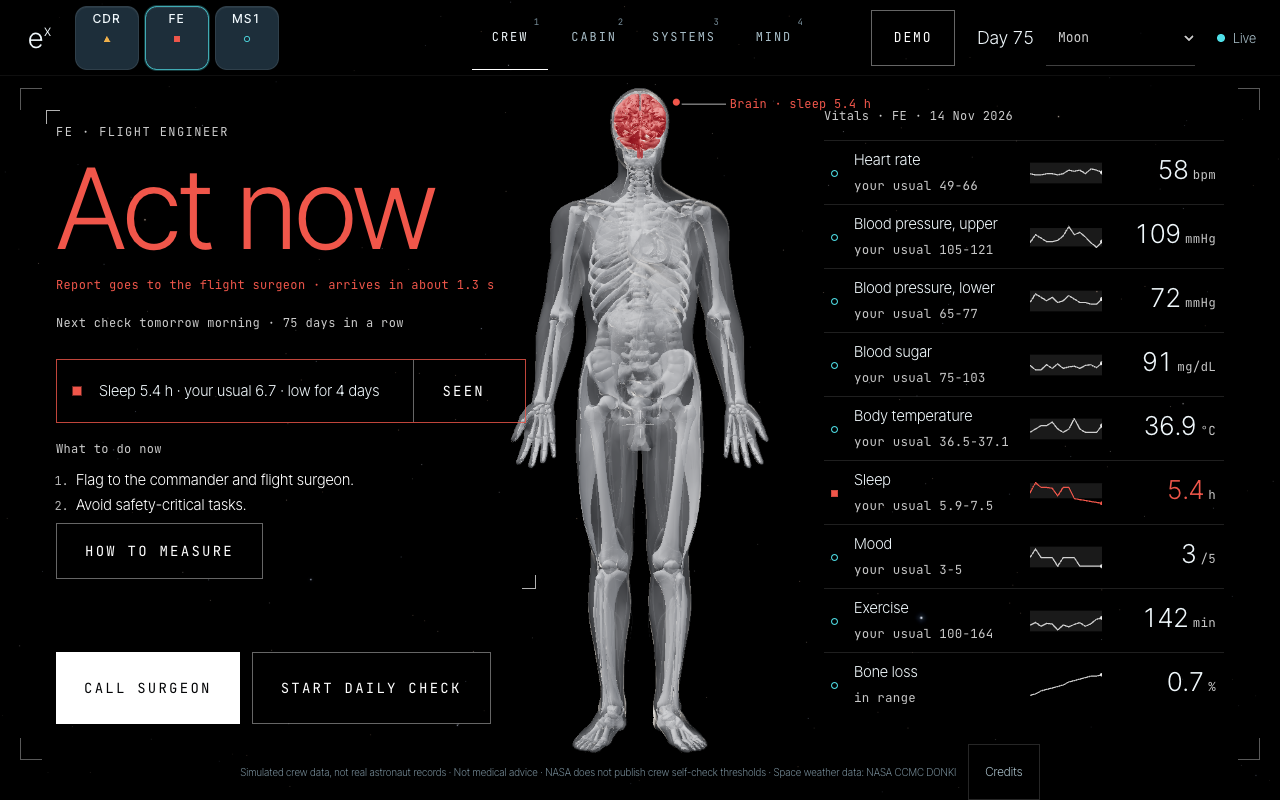 eˣ
CDR
FE
MS1
CREW 1
CABIN 2
SYSTEMS 3
MIND 4
DEMO
Day 75
Moon
Live
FE · FLIGHT ENGINEER
Act now
Report goes to the flight surgeon · arrives in about 1.3 s
Next check tomorrow morning · 75 days in a row
Sleep 5.4 h · your usual 6.7 · low for 4 days
SEEN
What to do now
1. Flag to the commander and flight surgeon.
2. Avoid safety-critical tasks.
HOW TO MEASURE
CALL SURGEON
START DAILY CHECK
Brain · sleep 5.4 h
Vitals · FE · 14 Nov 2026
Heart rate
your usual 49-66
58 bpm
Blood pressure, upper
your usual 105-121
109 mmHg
Blood pressure, lower
your usual 65-77
72 mmHg
Blood sugar
your usual 75-103
91 mg/dL
Body temperature
your usual 36.5-37.1
36.9 °C
Sleep
your usual 5.9-7.5
5.4 h
Mood
your usual 3-5
3 /5
Exercise
your usual 100-164
142 min
Bone loss
in range
0.7 %
Simulated crew data, not real astronaut records · Not medical advice · NASA does not publish crew self-check thresholds · Space weather data: NASA CCMC DONKI
Credits